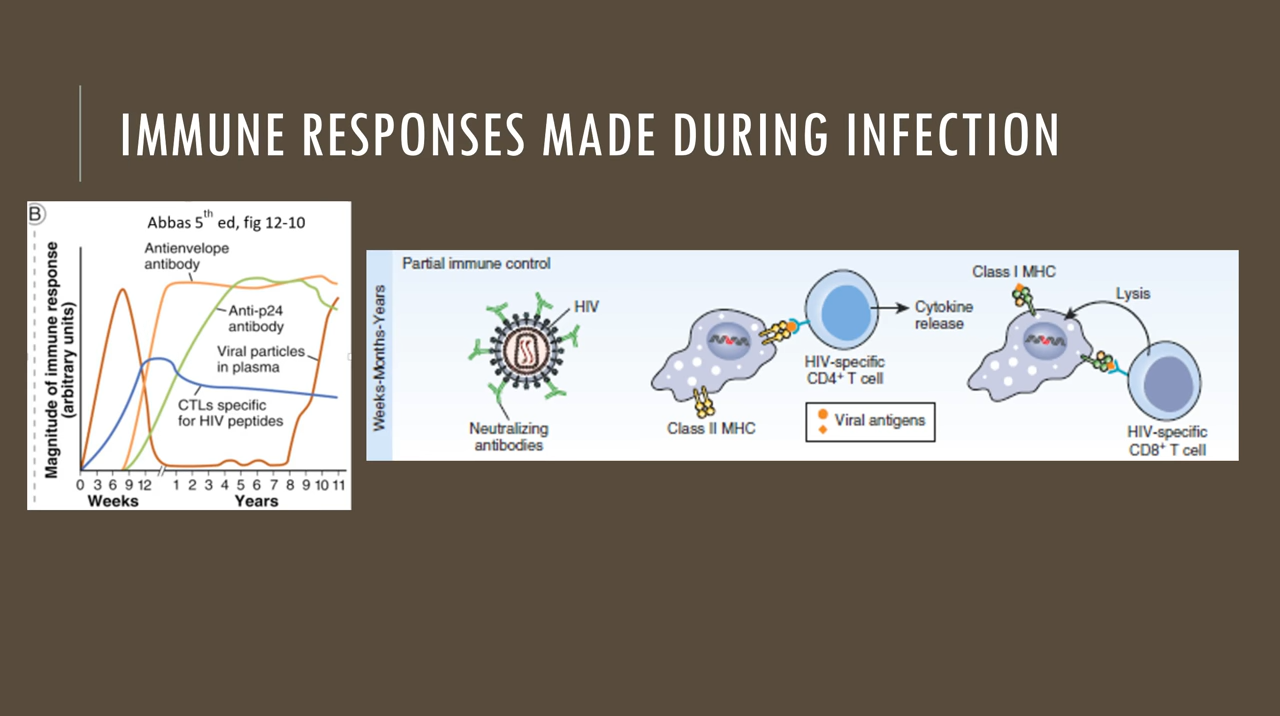 IMMUNE RESPONSES MADE DURING INFECTION
B
Abbas 5th ed, fig 12-10
Magnitude of immune response
(arbitrary units)
Antienvelope
antibody
Anti-p24
antibody
Viral particles
in plasma
CTLs specific
for HIV peptides
0 3 6 9 12 1 2 3 4 5 6 7 8 9 10 11
Weeks Years
Weeks-Months-Years
Partial immune control
HIV
Neutralizing
antibodies
Class II MHC
HIV-specific
CD4+ T cell
Cytokine
release
Viral antigens
Class I MHC
Lysis
HIV-specific
CD8+ T cell